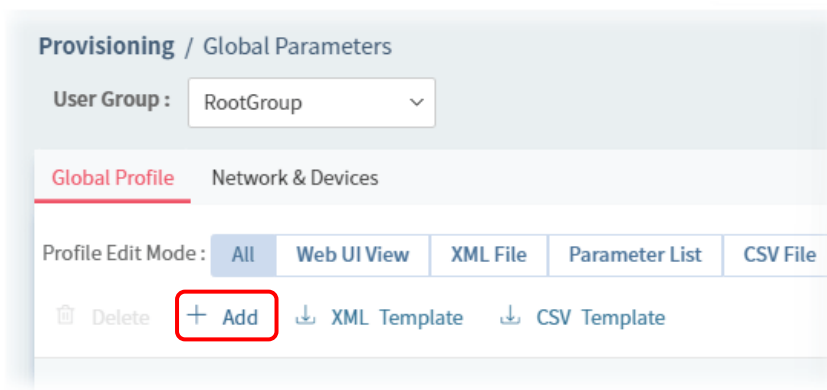 Provisioning / Global Parameters
User Group : RootGroup
Global Profile Network & Devices
Profile Edit Mode : All Web UI View XML File Parameter List CSV File
Delete + Add XML Template CSV Template